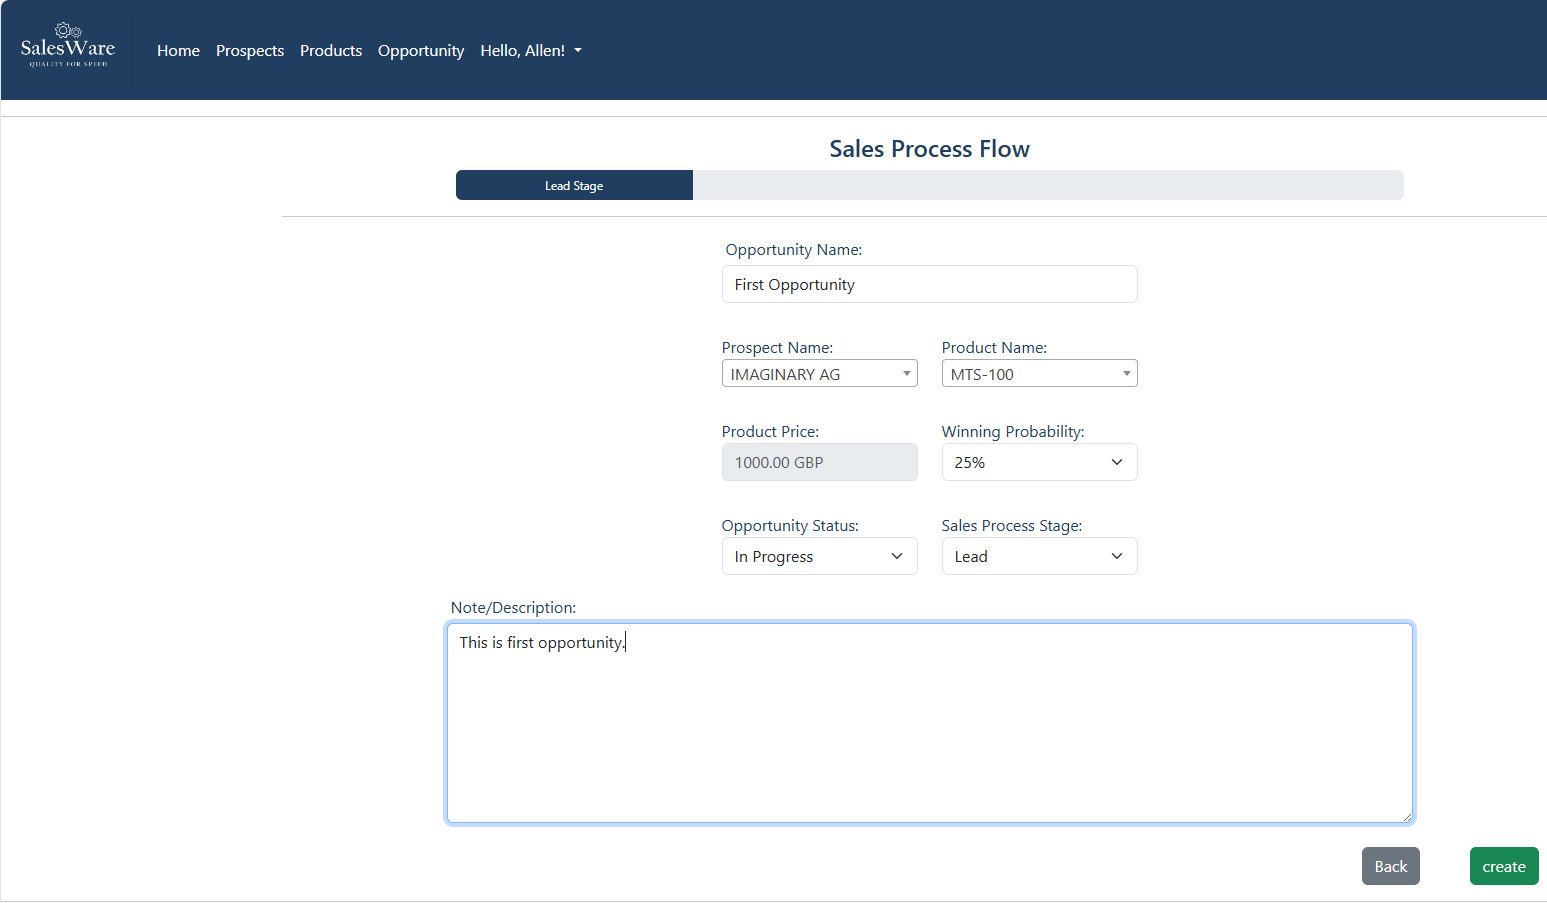 SalesWare
QUALITY FOR SPEED
Home Prospects Products Opportunity Hello, Allen!
Sales Process Flow
Lead Stage
Opportunity Name:
First Opportunity
Prospect Name: Product Name:
IMAGINARY AG MTS-100
Product Price: Winning Probability:
1000.00 GBP 25%
Opportunity Status: Sales Process Stage:
In Progress Lead
Note/Description:
This is first opportunity.
Back create